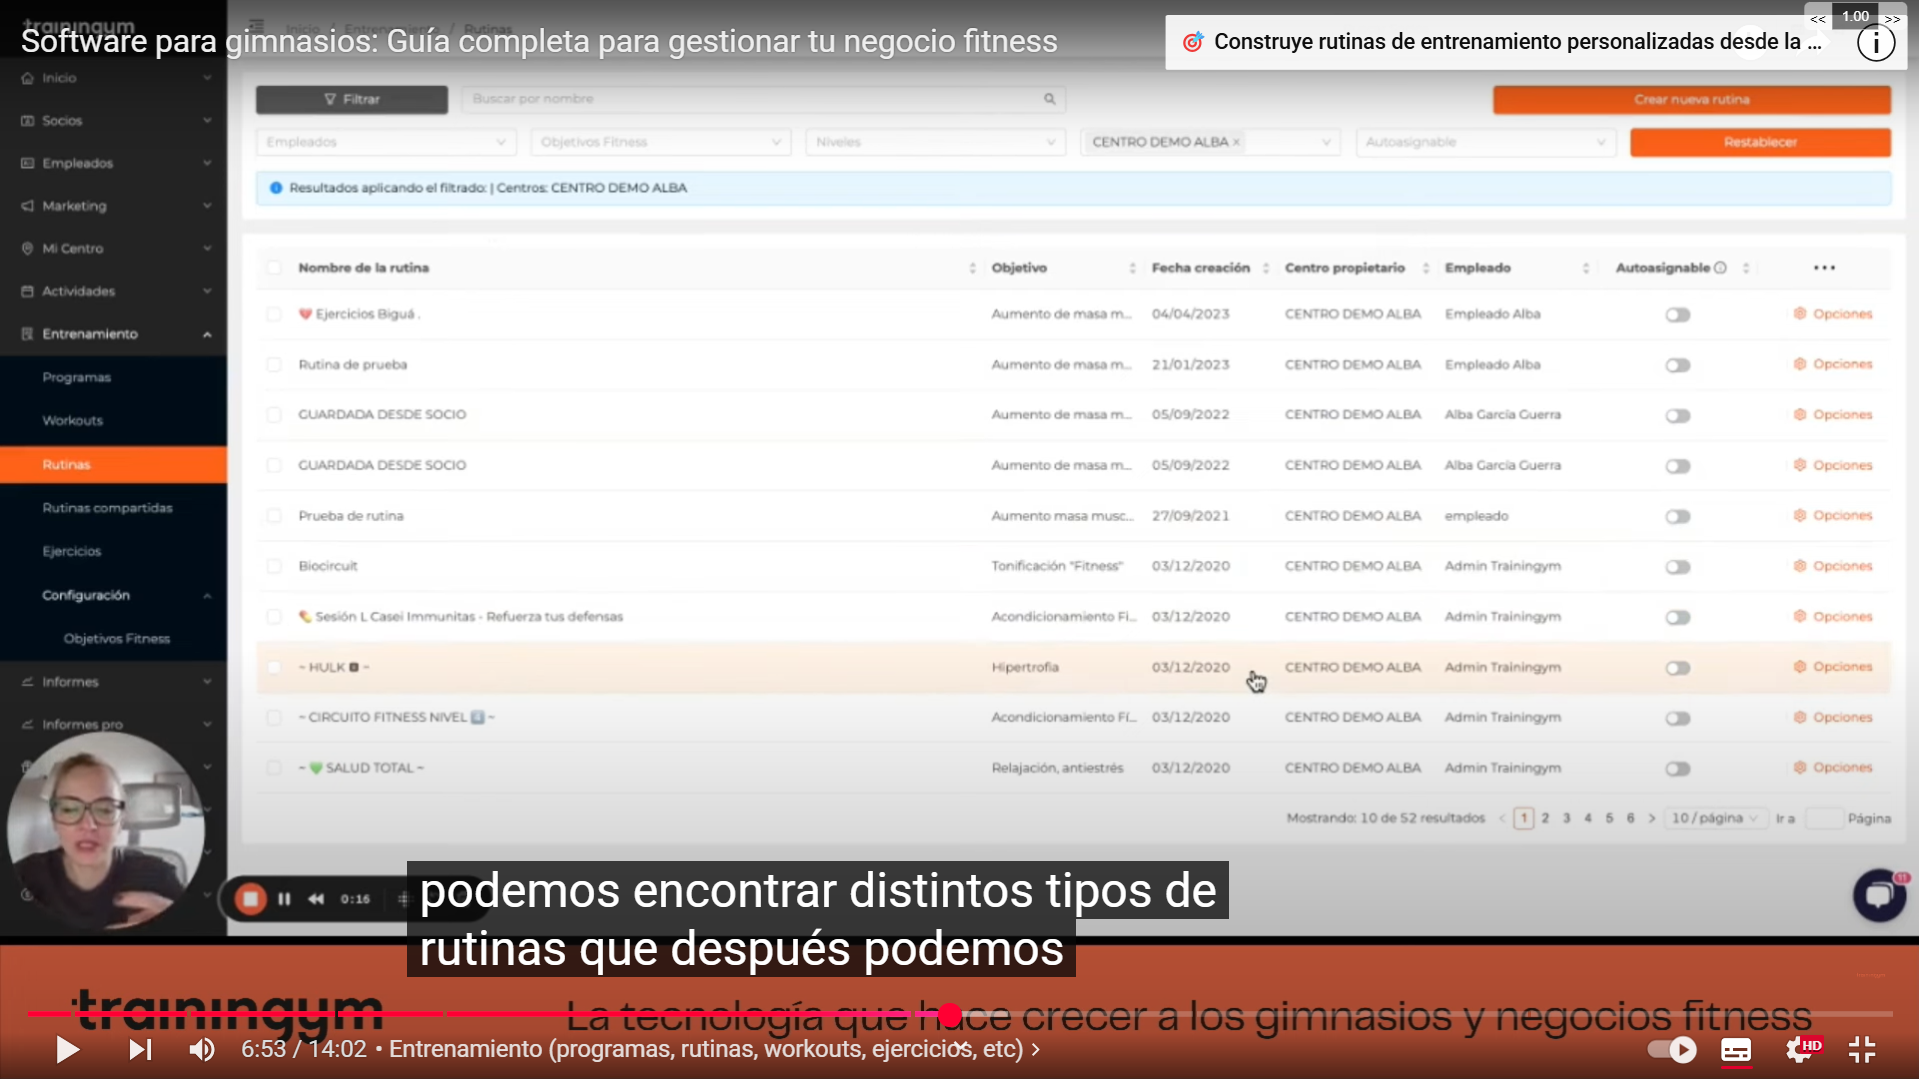 trainingym
Inicio / Entrenamiento / Rutinas
Software para gimnasios: Guía completa para gestionar tu negocio fitness
Construye rutinas de entrenamiento personalizadas desde la ...
<< 1.00 >>
Inicio
Socios
Empleados
Marketing
Mi Centro
Actividades
Entrenamiento
Programas
Workouts
Rutinas
Rutinas compartidas
Ejercicios
Configuración
Objetivos Fitness
Informes
Informes pro
Filtrar
Buscar por nombre
Crear nueva rutina
Empleados
Objetivos Fitness
Niveles
CENTRO DEMO ALBA ×
Autoasignable
Restablecer
Resultados aplicando el filtrado: | Centros: CENTRO DEMO ALBA
Nombre de la rutina Objetivo Fecha creación Centro propietario Empleado Autoasignable ...
Ejercicios Biguá . Aumento de masa m... 04/04/2023 CENTRO DEMO ALBA Empleado Alba Opciones
Rutina de prueba Aumento de masa m... 21/01/2023 CENTRO DEMO ALBA Empleado Alba Opciones
GUARDADA DESDE SOCIO Aumento de masa m... 05/09/2022 CENTRO DEMO ALBA Alba García Guerra Opciones
GUARDADA DESDE SOCIO Aumento de masa m... 05/09/2022 CENTRO DEMO ALBA Alba García Guerra Opciones
Prueba de rutina Aumento masa musc... 27/09/2021 CENTRO DEMO ALBA empleado Opciones
Biocircuit Tonificación "Fitness" 03/12/2020 CENTRO DEMO ALBA Admin Trainingym Opciones
Sesión L Casei Immunitas - Refuerza tus defensas Acondicionamiento Fi... 03/12/2020 CENTRO DEMO ALBA Admin Trainingym Opciones
~ HULK ~ Hipertrofia 03/12/2020 CENTRO DEMO ALBA Admin Trainingym Opciones
~ CIRCUITO FITNESS NIVEL 4 ~ Acondicionamiento Fí... 03/12/2020 CENTRO DEMO ALBA Admin Trainingym Opciones
~ 💚 SALUD TOTAL ~ Relajación, antiestrés 03/12/2020 CENTRO DEMO ALBA Admin Trainingym Opciones
Mostrando: 10 de 52 resultados < 1 2 3 4 5 6 > 10 / página Ir a Página
0:16
11
podemos encontrar distintos tipos de
rutinas que después podemos
trainingym
La tecnología que hace crecer a los gimnasios y negocios fitness
6:53 / 14:02 • Entrenamiento (programas, rutinas, workouts, ejercicios, etc) >
HD